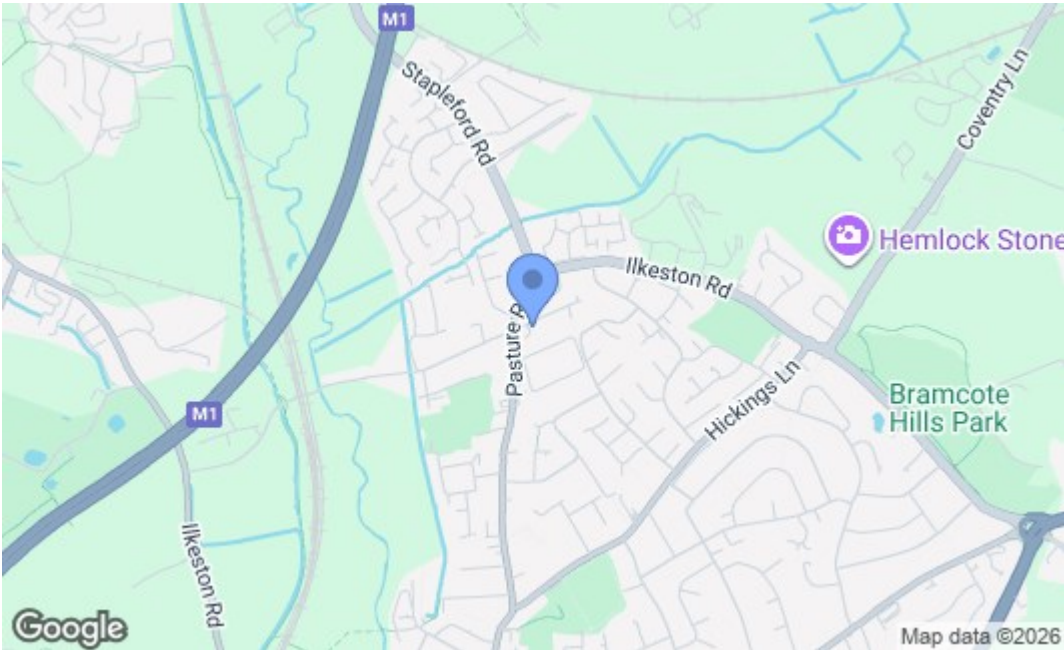 M1
Stapleford Rd
Coventry Ln
Hemlock Stone
Ilkeston Rd
Pasture R
Hickings Ln
Bramcote
Hills Park
M1
Ilkeston Rd
Google
Map data ©2026